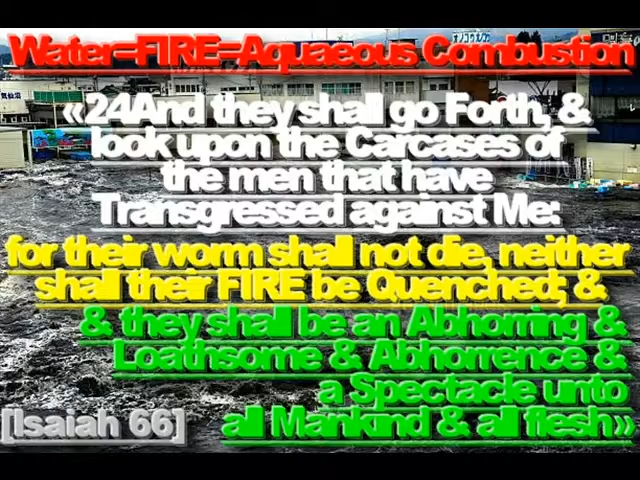 Water=FIRE=Aquaeous Combustion
«24And they shall go Forth, &
look upon the Carcases of
the men that have
Transgressed against Me:
for their worm shall not die, neither
shall their FIRE be Quenched; &
& they shall be an Abhorring &
Loathsome & Abhorrence &
a Spectacle unto
[Isaiah 66] all Mankind & all flesh»